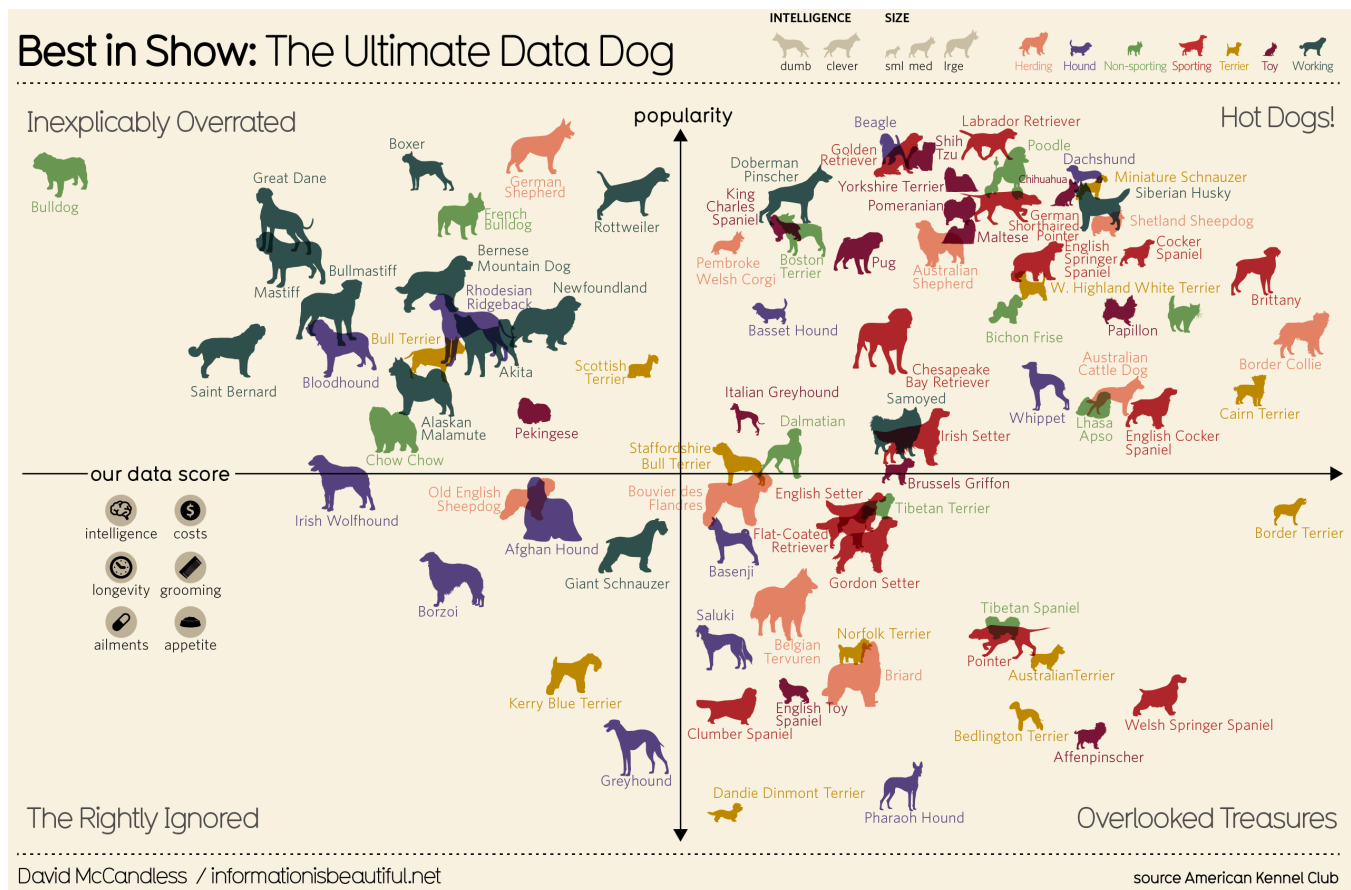 Best in Show: The Ultimate Data Dog
INTELLIGENCE
dumb
clever
SIZE
sml
med
lrge
Herding
Hound
Non-sporting
Sporting
Terrier
Toy
Working
Inexplicably Overrated
popularity
Hot Dogs!
Bulldog
Great Dane
Mastiff
Boxer
German
Shepherd
French
Bulldog
Rottweiler
Bernese
Mountain Dog
Bullmastiff
Rhodesian
Ridgeback
Newfoundland
Saint Bernard
Bloodhound
Bull Terrier
Akita
Scottish
Terrier
Alaskan
Malamute
Pekingese
Chow Chow
Beagle
Golden
Retriever
Shih
Tzu
Labrador Retriever
Poodle
Dachshund
Doberman
Pinscher
Yorkshire Terrier
Chihuahua
Miniature Schnauzer
Siberian Husky
King
Charles
Spaniel
Pomeranian
German
Shorthaired
Pointer
Shetland Sheepdog
Maltese
Pembroke
Welsh Corgi
Boston
Terrier
Pug
Australian
Shepherd
English
Springer
Spaniel
Cocker
Spaniel
Brittany
W. Highland White Terrier
Basset Hound
Bichon Frise
Papillon
Border Collie
Chesapeake
Bay Retriever
Australian
Cattle Dog
Italian Greyhound
Samoyed
Whippet
Lhasa
Apso
English Cocker
Spaniel
Cairn Terrier
Dalmatian
Irish Setter
Staffordshire
Bull Terrier
our data score
intelligence
costs
longevity
grooming
ailments
appetite
Irish Wolfhound
Old English
Sheepdog
Afghan Hound
Borzoi
Giant Schnauzer
Kerry Blue Terrier
Greyhound
Brussels Griffon
Bouvier des
Flandres
English Setter
Tibetan Terrier
Border Terrier
Flat-Coated
Retriever
Basenji
Gordon Setter
Saluki
Belgian
Tervuren
Norfolk Terrier
Briard
Tibetan Spaniel
Pointer
AustralianTerrier
Clumber Spaniel
English Toy
Spaniel
Bedlington Terrier
Welsh Springer Spaniel
Affenpinscher
Dandie Dinmont Terrier
Pharaoh Hound
The Rightly Ignored
Overlooked Treasures
David McCandless / informationisbeautiful.net
source American Kennel Club